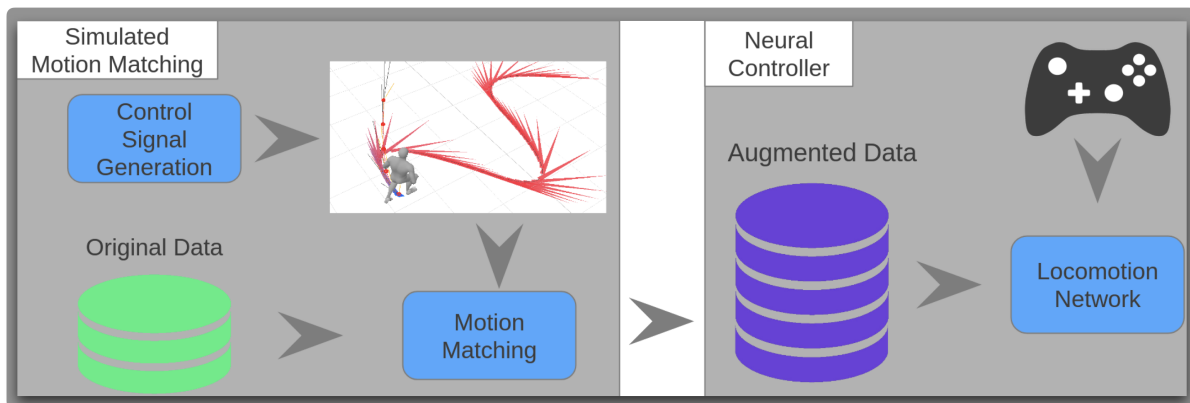 Simulated
Motion Matching
Control
Signal
Generation
Original Data
Motion
Matching
Neural
Controller
Augmented Data
Locomotion
Network